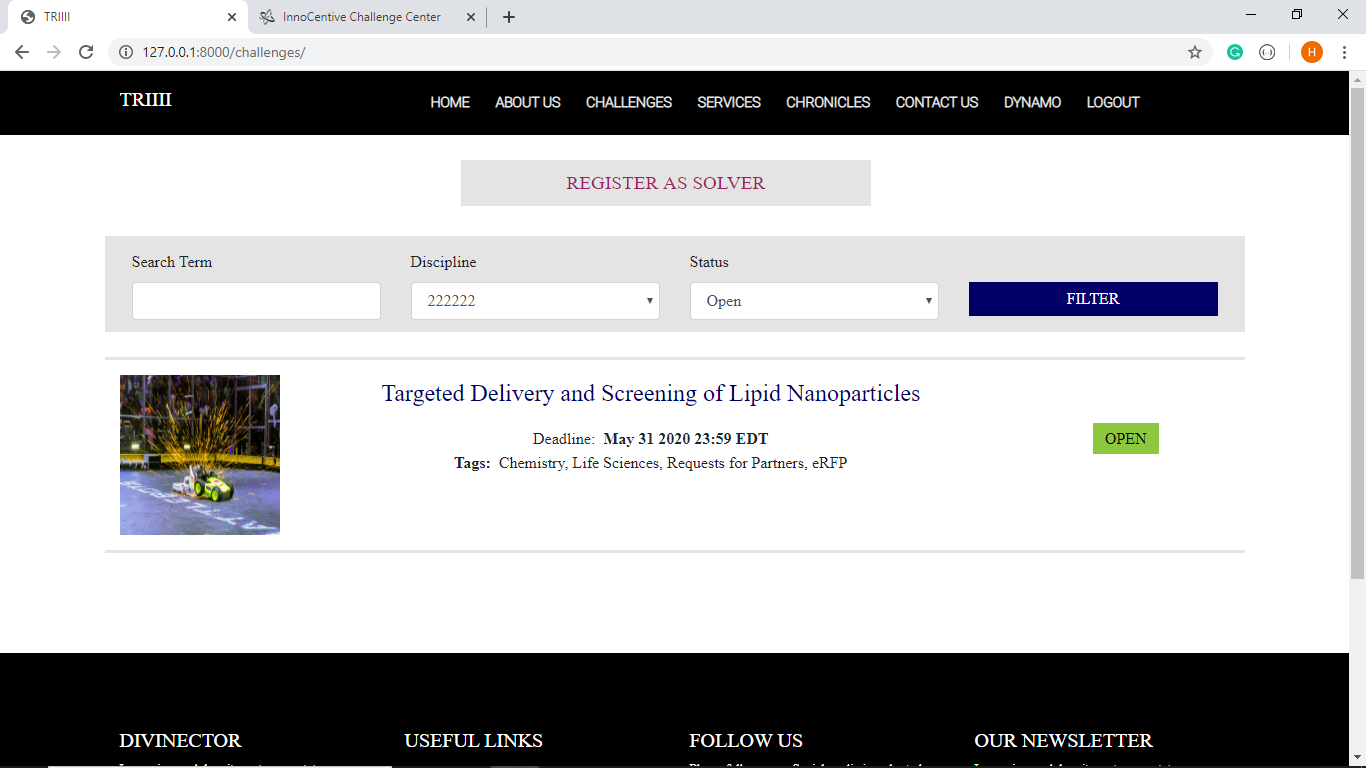 TRIIII
InnoCentive Challenge Center
127.0.0.1:8000/challenges/
H
TRIIII
HOME ABOUT US CHALLENGES SERVICES CHRONICLES CONTACT US DYNAMO LOGOUT
REGISTER AS SOLVER
Search Term
Discipline
Status
222222
Open
FILTER
Targeted Delivery and Screening of Lipid Nanoparticles
Deadline: May 31 2020 23:59 EDT
Tags: Chemistry, Life Sciences, Requests for Partners, eRFP
OPEN
DIVINECTOR
USEFUL LINKS
FOLLOW US
OUR NEWSLETTER